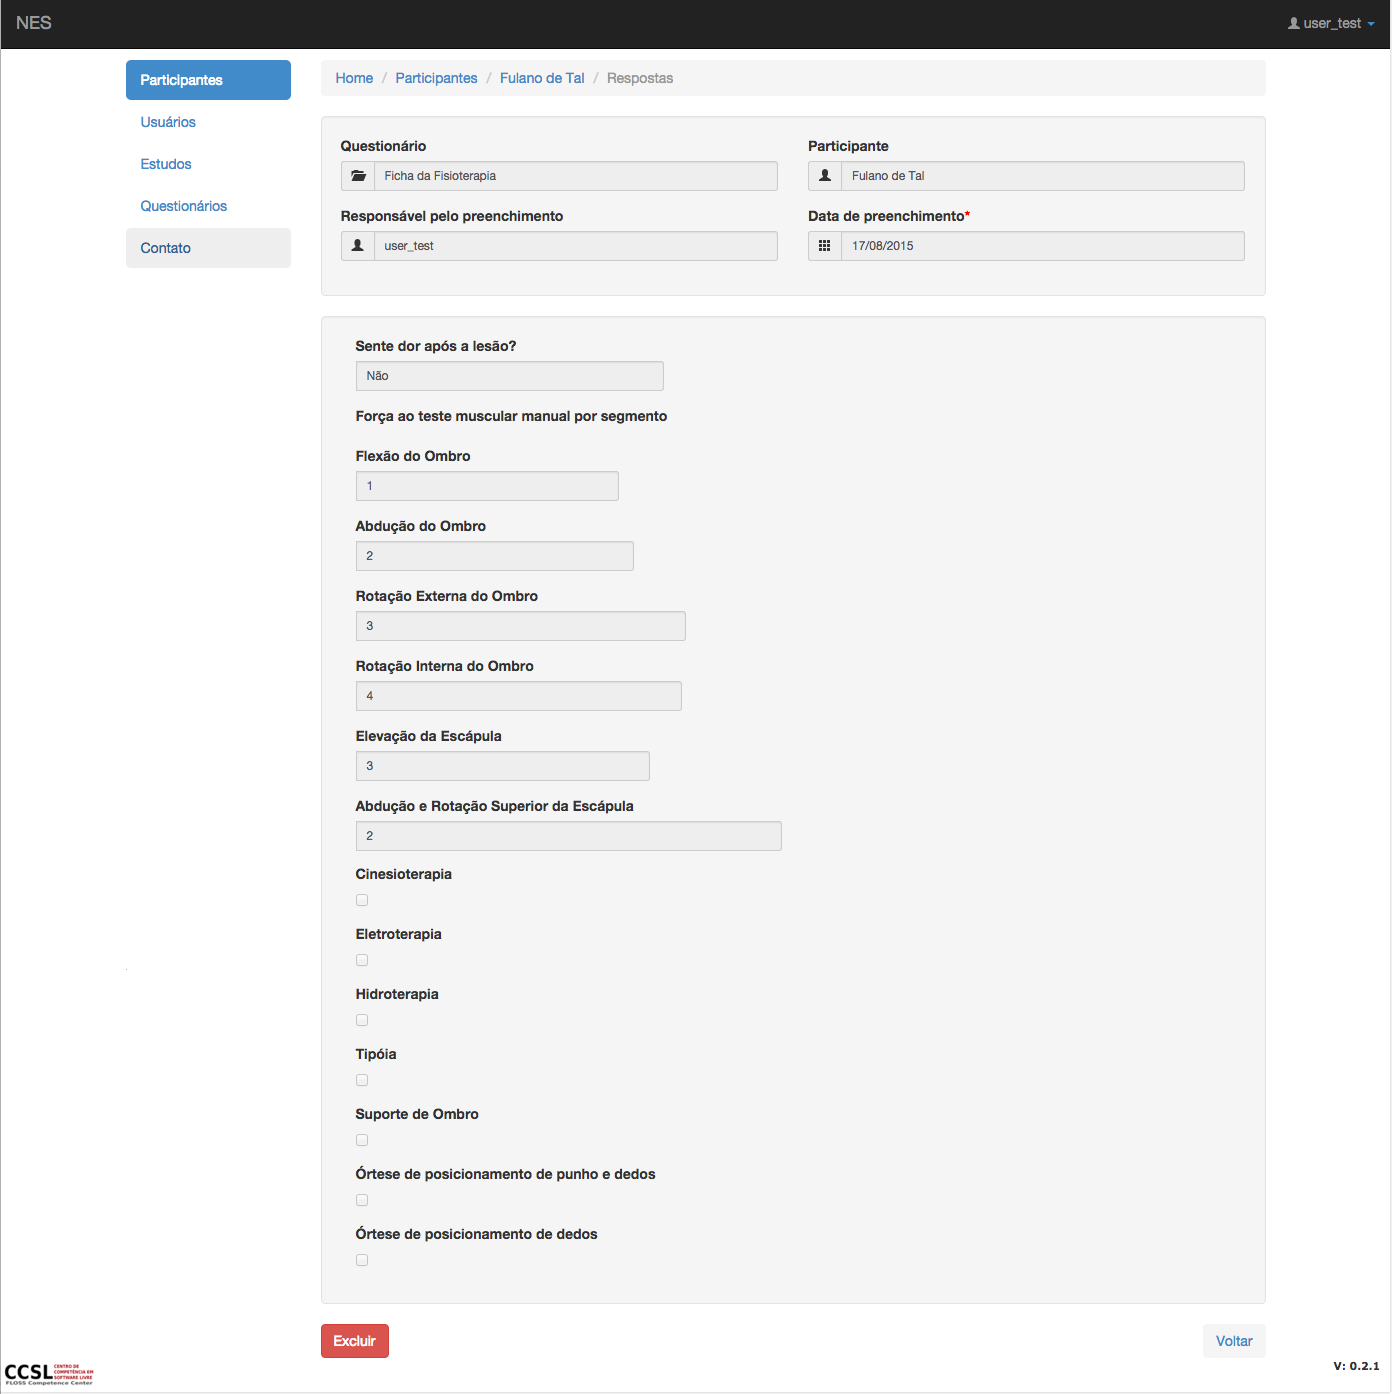 NES
user_test
Participantes
Usuários
Estudos
Questionários
Contato
Home / Participantes / Fulano de Tal / Respostas
Questionário
Participante
Ficha da Fisioterapia
Fulano de Tal
Responsável pelo preenchimento
Data de preenchimento*
user_test
17/08/2015
Sente dor após a lesão?
Não
Força ao teste muscular manual por segmento
Flexão do Ombro
1
Abdução do Ombro
2
Rotação Externa do Ombro
3
Rotação Interna do Ombro
4
Elevação da Escápula
3
Abdução e Rotação Superior da Escápula
2
Cinesioterapia
Eletroterapia
Hidroterapia
Tipóia
Suporte de Ombro
Órtese de posicionamento de punho e dedos
Órtese de posicionamento de dedos
Excluir
Voltar
CCSL
CENTRO DE
COMPETÊNCIA EM
SOFTWARE LIVRE
FLOSS Competence Center
V: 0.2.1